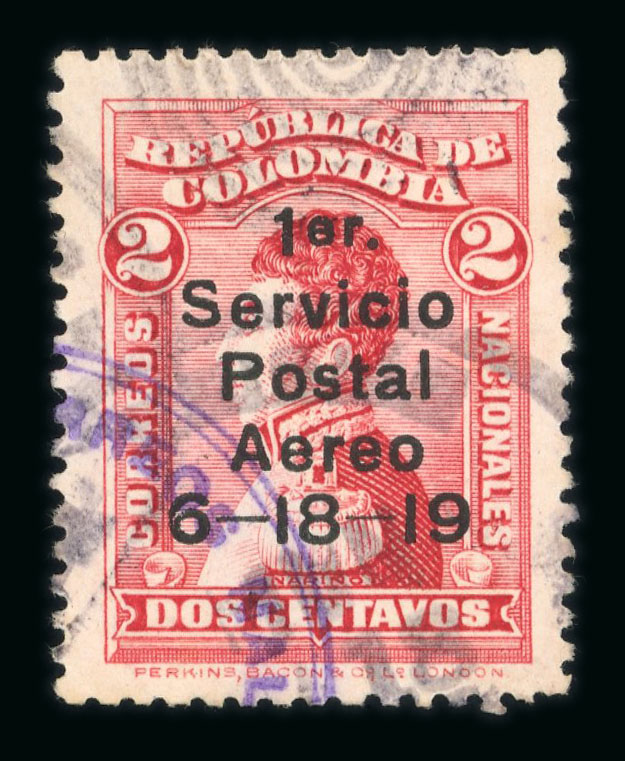 REPÚBLICA DE
COLOMBIA
2 2
1er.
Servicio
Postal
Aereo
6-18-19
CORREOS
NACIONALES
NARIÑO
DOS CENTAVOS
PERKINS, BACON & Cº Lº LONDON.